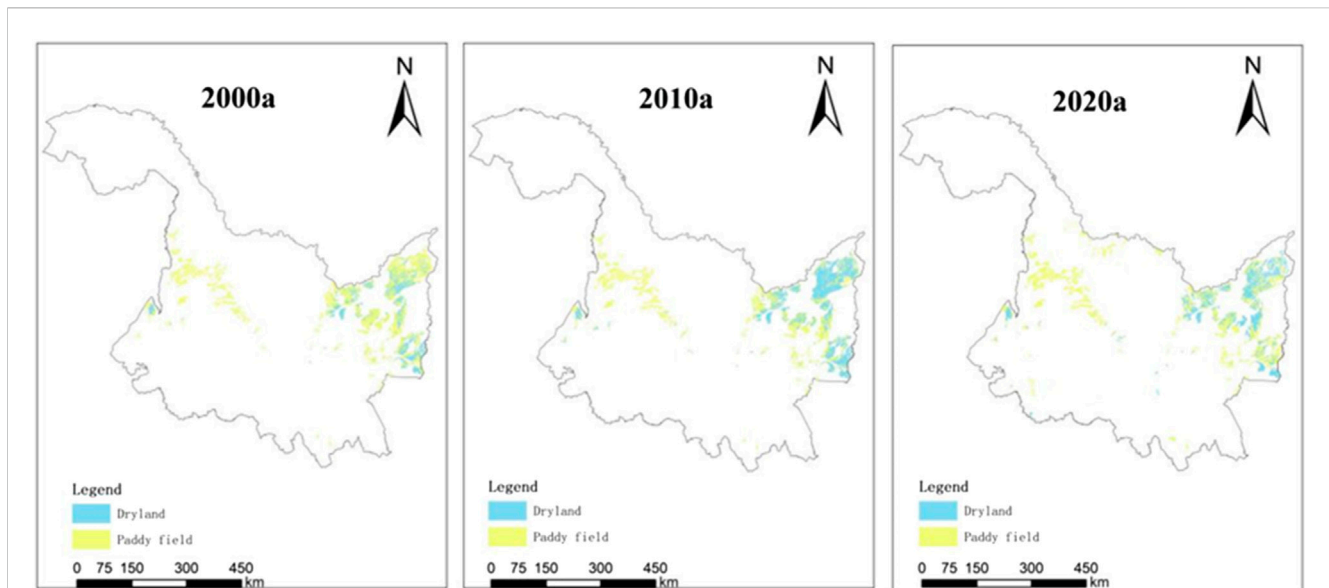 2000a
N
Legend
Dryland
Paddy field
0 75 150 300 450
km
2010a
N
Legend
Dryland
Paddy field
0 75 150 300 450
km
2020a
N
Legend
Dryland
Paddy field
0 75 150 300 450
km